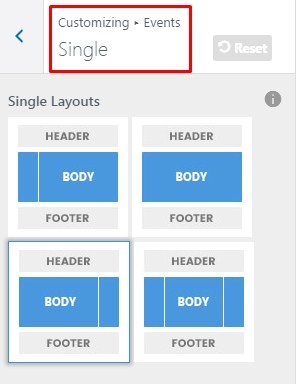 Customizing ▸ Events
Single
Reset
Single Layouts
HEADER
BODY
FOOTER
HEADER
BODY
FOOTER
HEADER
BODY
FOOTER
HEADER
BODY
FOOTER